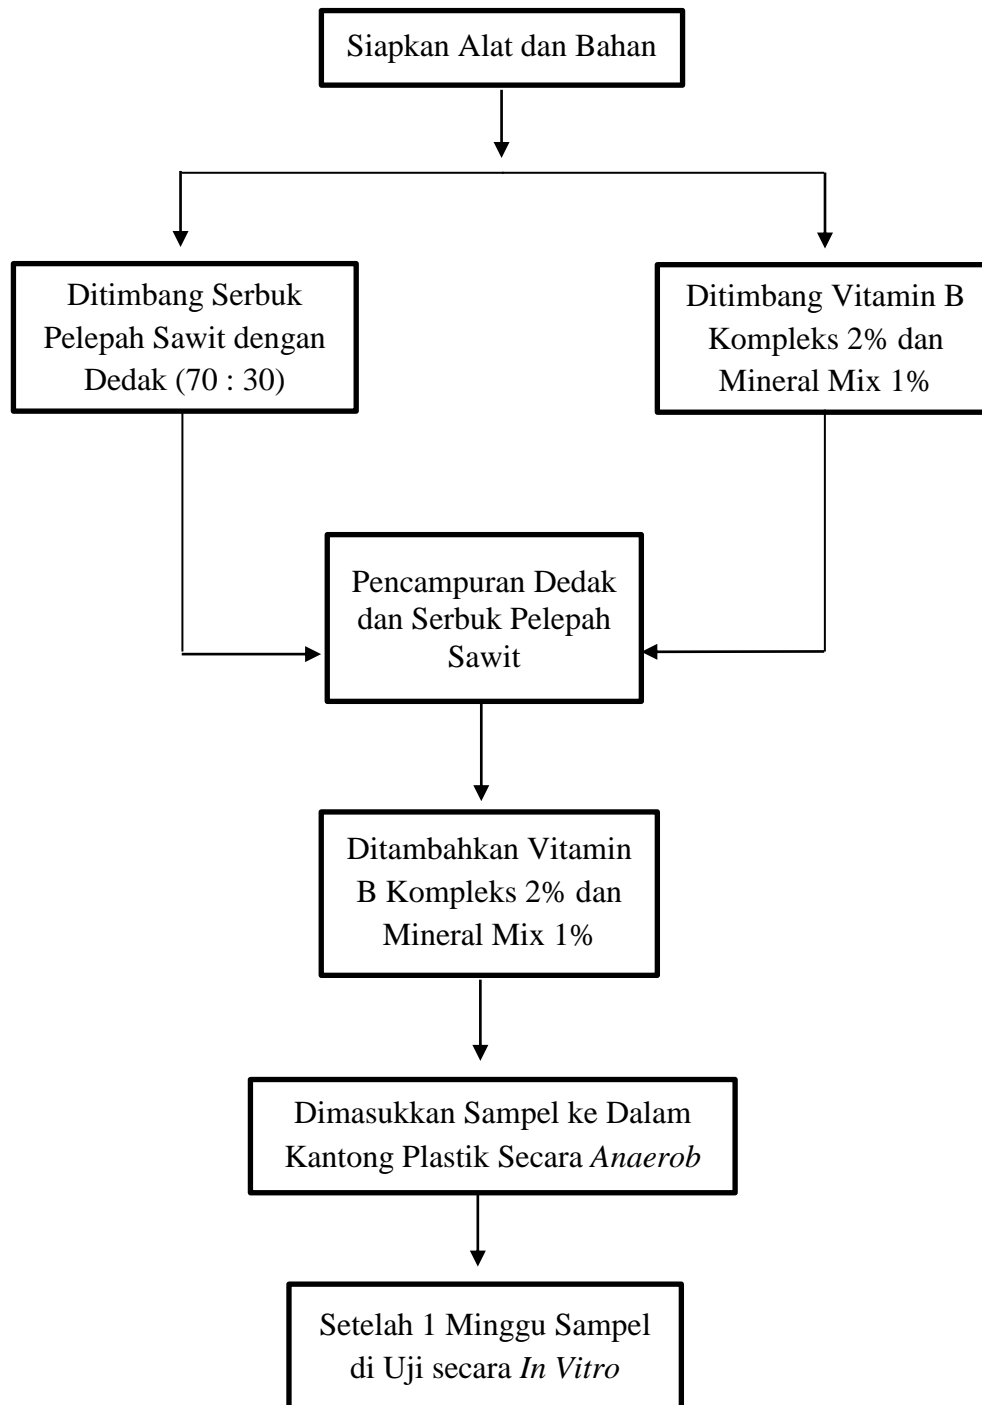 Siapkan Alat dan Bahan
Ditimbang Serbuk
Pelepah Sawit dengan
Dedak (70 : 30)
Ditimbang Vitamin B
Kompleks 2% dan
Mineral Mix 1%
Pencampuran Dedak
dan Serbuk Pelepah
Sawit
Ditambahkan Vitamin
B Kompleks 2% dan
Mineral Mix 1%
Dimasukkan Sampel ke Dalam
Kantong Plastik Secara Anaerob
Setelah 1 Minggu Sampel
di Uji secara In Vitro